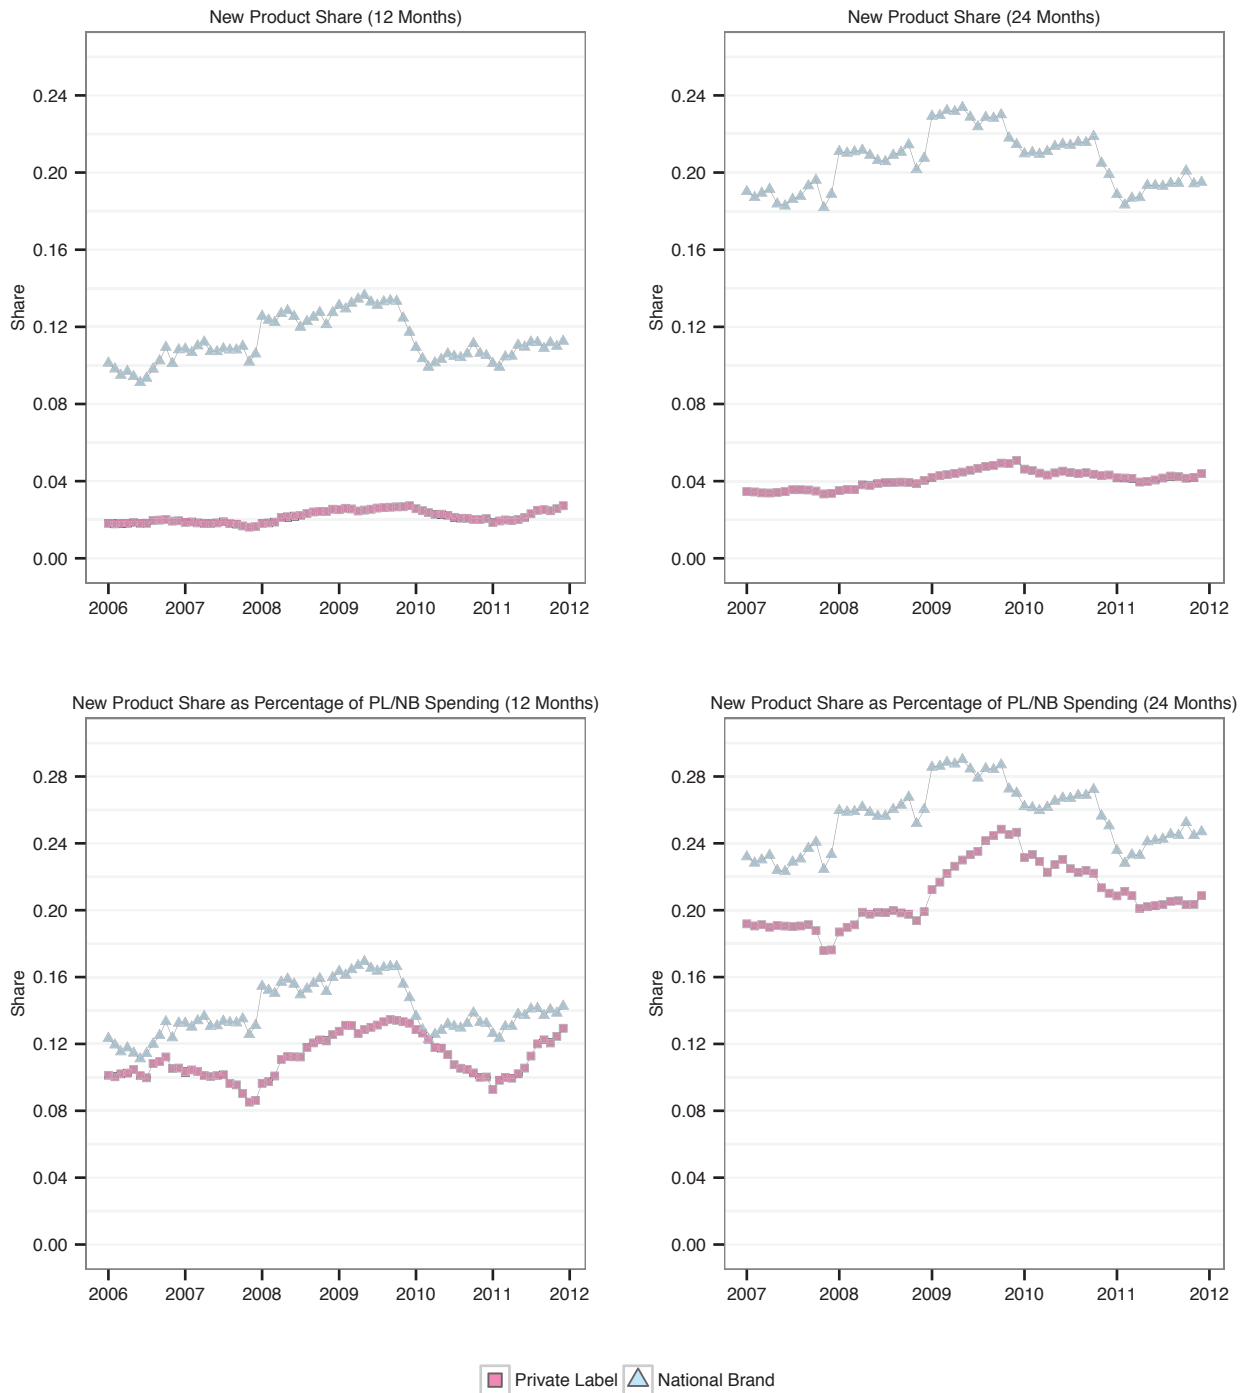 New Product Share (12 Months)
Share
0.24
0.20
0.16
0.12
0.08
0.04
0.00
2006 2007 2008 2009 2010 2011 2012
New Product Share (24 Months)
Share
0.24
0.20
0.16
0.12
0.08
0.04
0.00
2007 2008 2009 2010 2011 2012
New Product Share as Percentage of PL/NB Spending (12 Months)
Share
0.28
0.24
0.20
0.16
0.12
0.08
0.04
0.00
2006 2007 2008 2009 2010 2011 2012
New Product Share as Percentage of PL/NB Spending (24 Months)
Share
0.28
0.24
0.20
0.16
0.12
0.08
0.04
0.00
2007 2008 2009 2010 2011 2012
Private Label National Brand